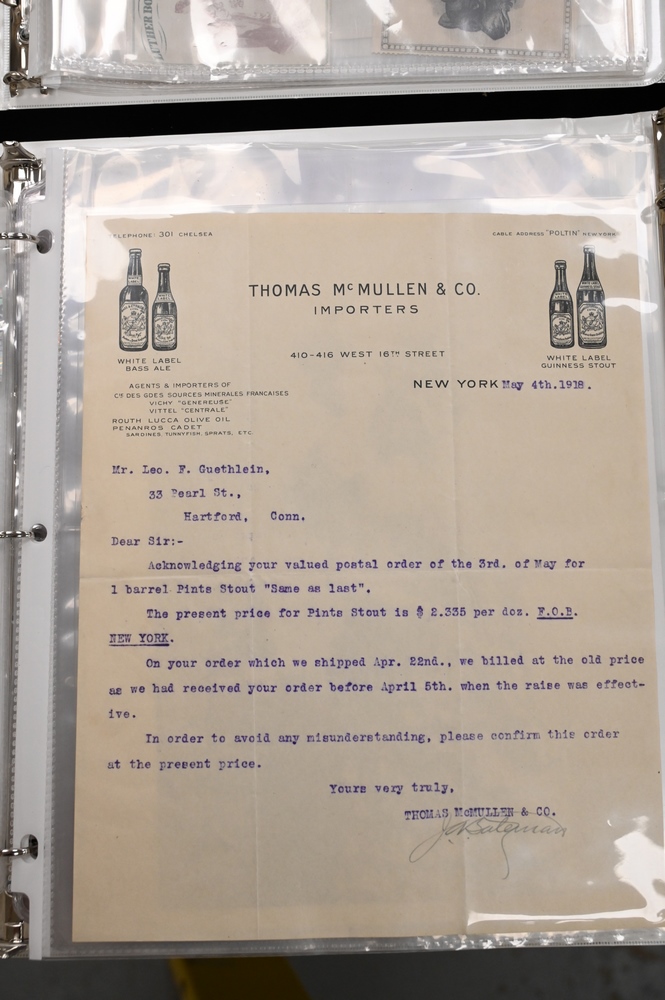 UTHER BO
TELEPHONE: 301 CHELSEA
CABLE ADDRESS "POLTIN" NEW YORK
THOMAS McMULLEN & CO.
IMPORTERS
410-416 WEST 16TH STREET
WHITE LABEL
BASS ALE
WHITE LABEL
GUINNESS STOUT
NEW YORK May 4th.1918.
AGENTS & IMPORTERS OF
CIE DES GDES SOURCES MINERALES FRANCAISES
VICHY "GENEREUSE"
VITTEL "CENTRALE"
ROUTH LUCCA OLIVE OIL
PENANROS CADET
SARDINES, TUNNYFISH, SPRATS, ETC.
Mr. Leo. F. Guethlein,
33 Pearl St.,
Hartford, Conn.
Dear Sir:-
Acknowledging your valued postal order of the 3rd. of May for
1 barrel Pints Stout "Same as last".
The present price for Pints Stout is $ 2.335 per doz. F.O.B.
NEW YORK.
On your order which we shipped Apr. 22nd., we billed at the old price
as we had received your order before April 5th. when the raise was effect-
ive.
In order to avoid any misunderstanding, please confirm this order
at the present price.
Yours very truly,
THOMAS McMULLEN & CO.
Bateman